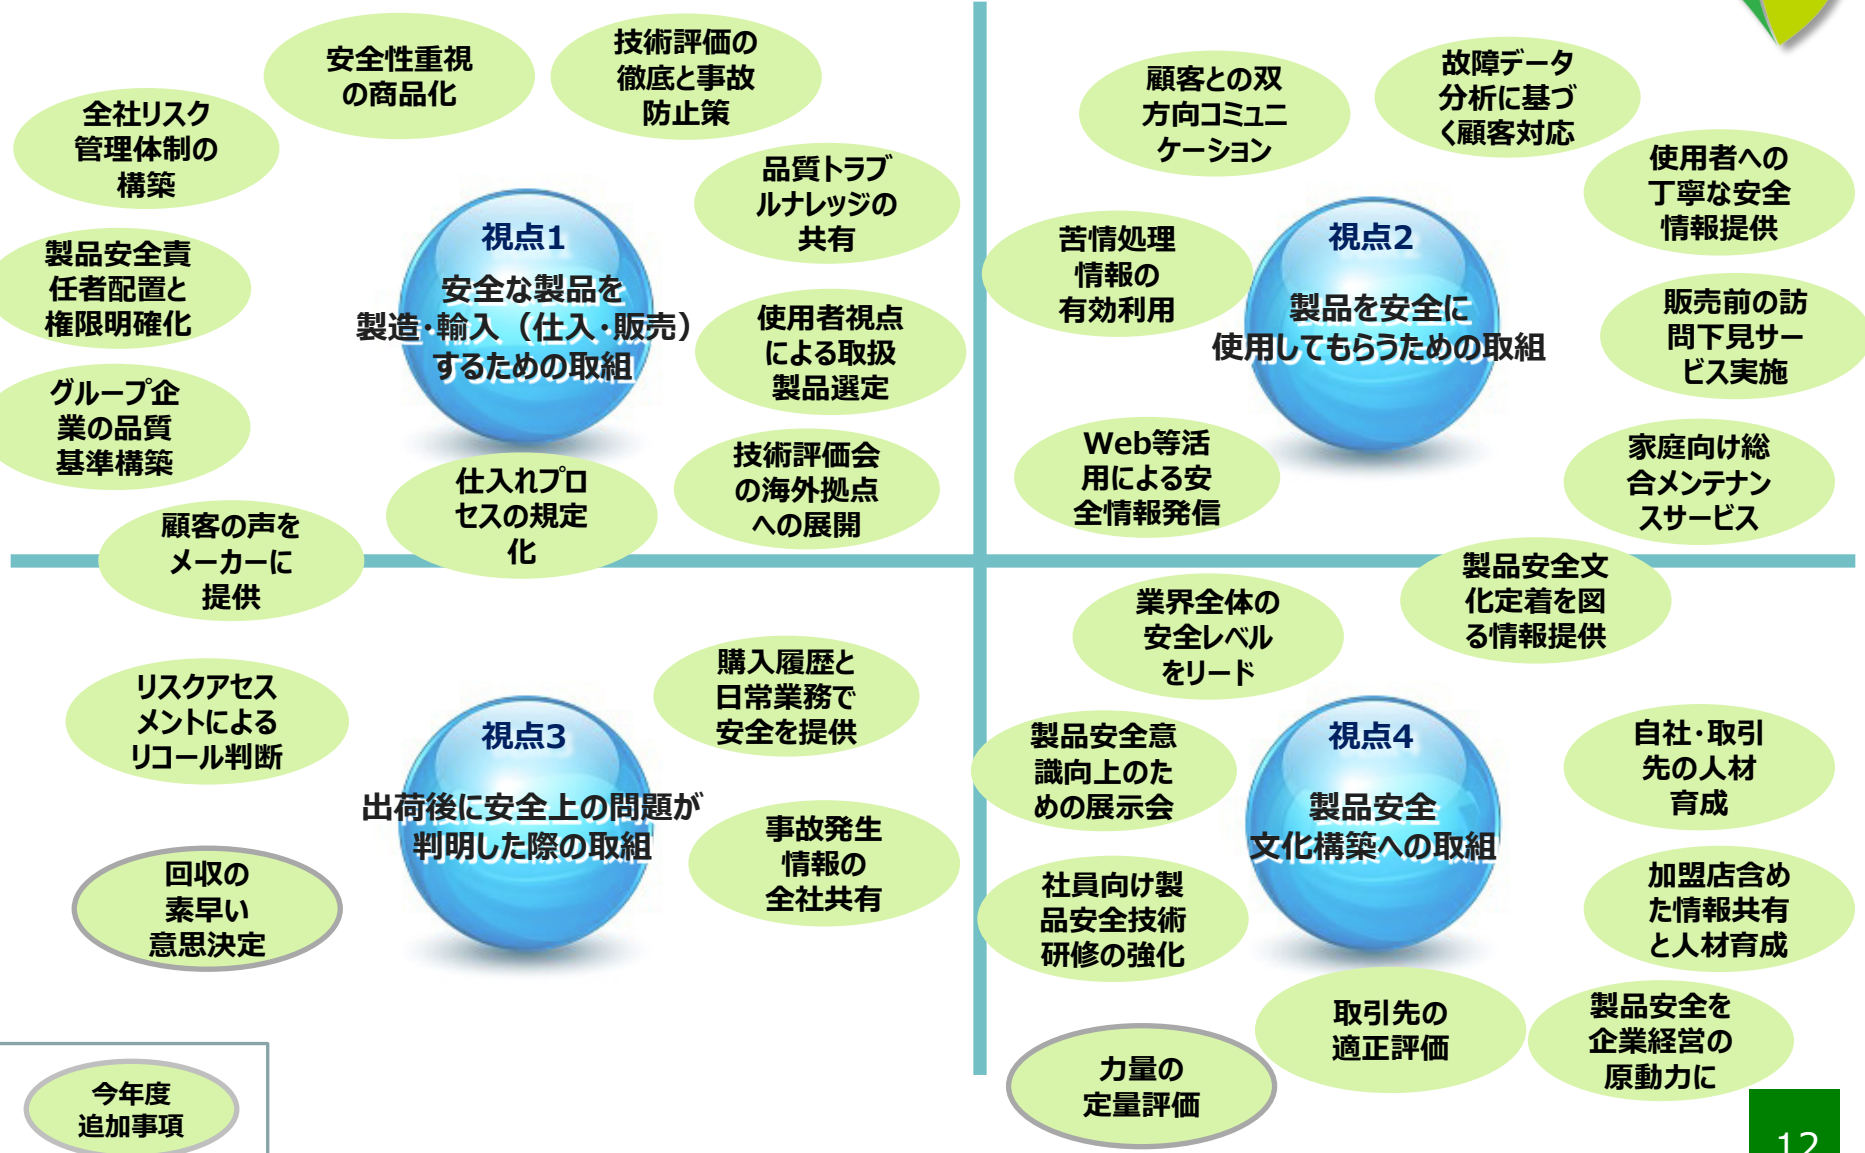 安全性重視
の商品化
技術評価の
徹底と事故
防止策
全社リスク
管理体制の
構築
品質トラブ
ルナレッジの
共有
製品安全責
任者配置と
権限明確化
視点1
安全な製品を
製造・輸入（仕入・販売）
するための取組
使用者視点
による取扱
製品選定
グループ企
業の品質
基準構築
仕入れプロ
セスの規定
化
技術評価会
の海外拠点
への展開
顧客の声を
メーカーに
提供
顧客との双
方向コミュニ
ケーション
故障データ
分析に基づ
く顧客対応
使用者への
丁寧な安全
情報提供
苦情処理
情報の
有効利用
視点2
製品を安全に
使用してもらうための取組
販売前の訪
問下見サー
ビス実施
Web等活
用による安
全情報発信
家庭向け総
合メンテナン
スサービス
リスクアセス
メントによる
リコール判断
購入履歴と
日常業務で
安全を提供
視点3
出荷後に安全上の問題が
判明した際の取組
事故発生
情報の
全社共有
回収の
素早い
意思決定
業界全体の
安全レベル
をリード
製品安全文
化定着を図
る情報提供
製品安全意
識向上のた
めの展示会
視点4
製品安全
文化構築への取組
自社・取引
先の人材
育成
社員向け製
品安全技術
研修の強化
加盟店含め
た情報共有
と人材育成
取引先の
適正評価
製品安全を
企業経営の
原動力に
力量の
定量評価
今年度
追加事項
12